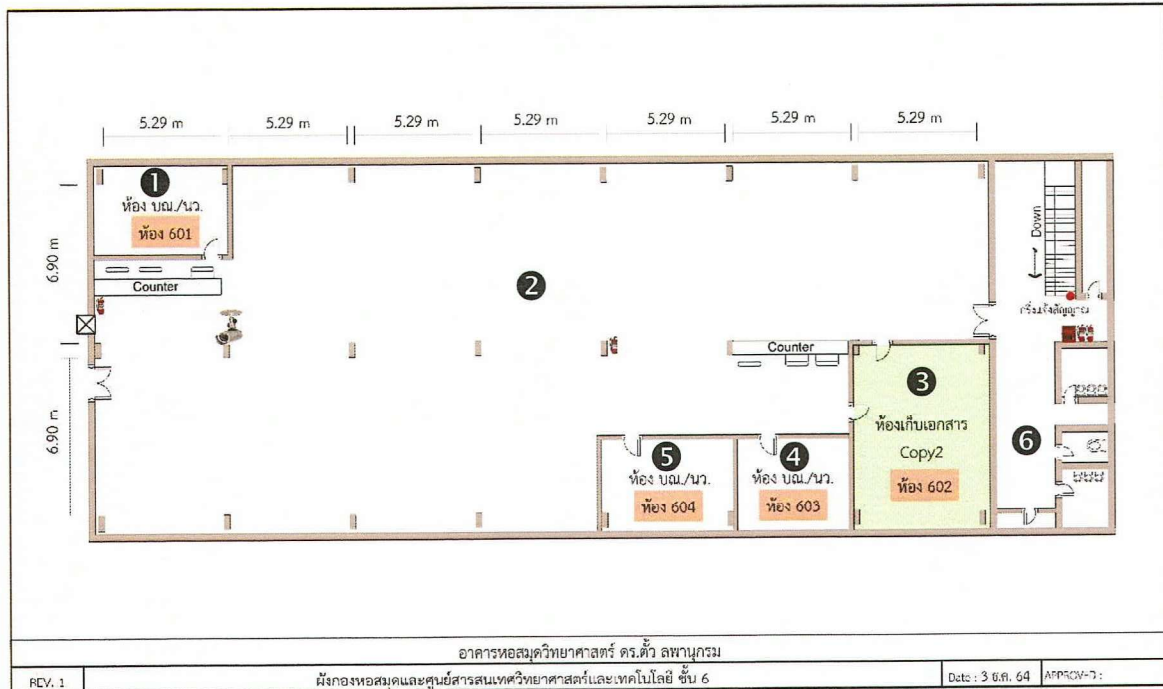 5.29 m 5.29 m 5.29 m 5.29 m 5.29 m 5.29 m 5.29 m
6.90 m
6.90 m
1
ห้อง บณ./นว.
ห้อง 601
Counter
2
Down
Counter
3
ห้องเก็บเอกสาร
Copy2
ห้อง 602
4
ห้อง บณ./นว.
ห้อง 603
5
ห้อง บณ./นว.
ห้อง 604
6
อาคารหอสมุดวิทยาศาสตร์ ดร.ตั้ว ลพานุกรม
REV. 1
ผังกองหอสมุดและศูนย์สารสนเทศวิทยาศาสตร์และเทคโนโลยี ชั้น 6
Date : 3 ธ.ค. 64